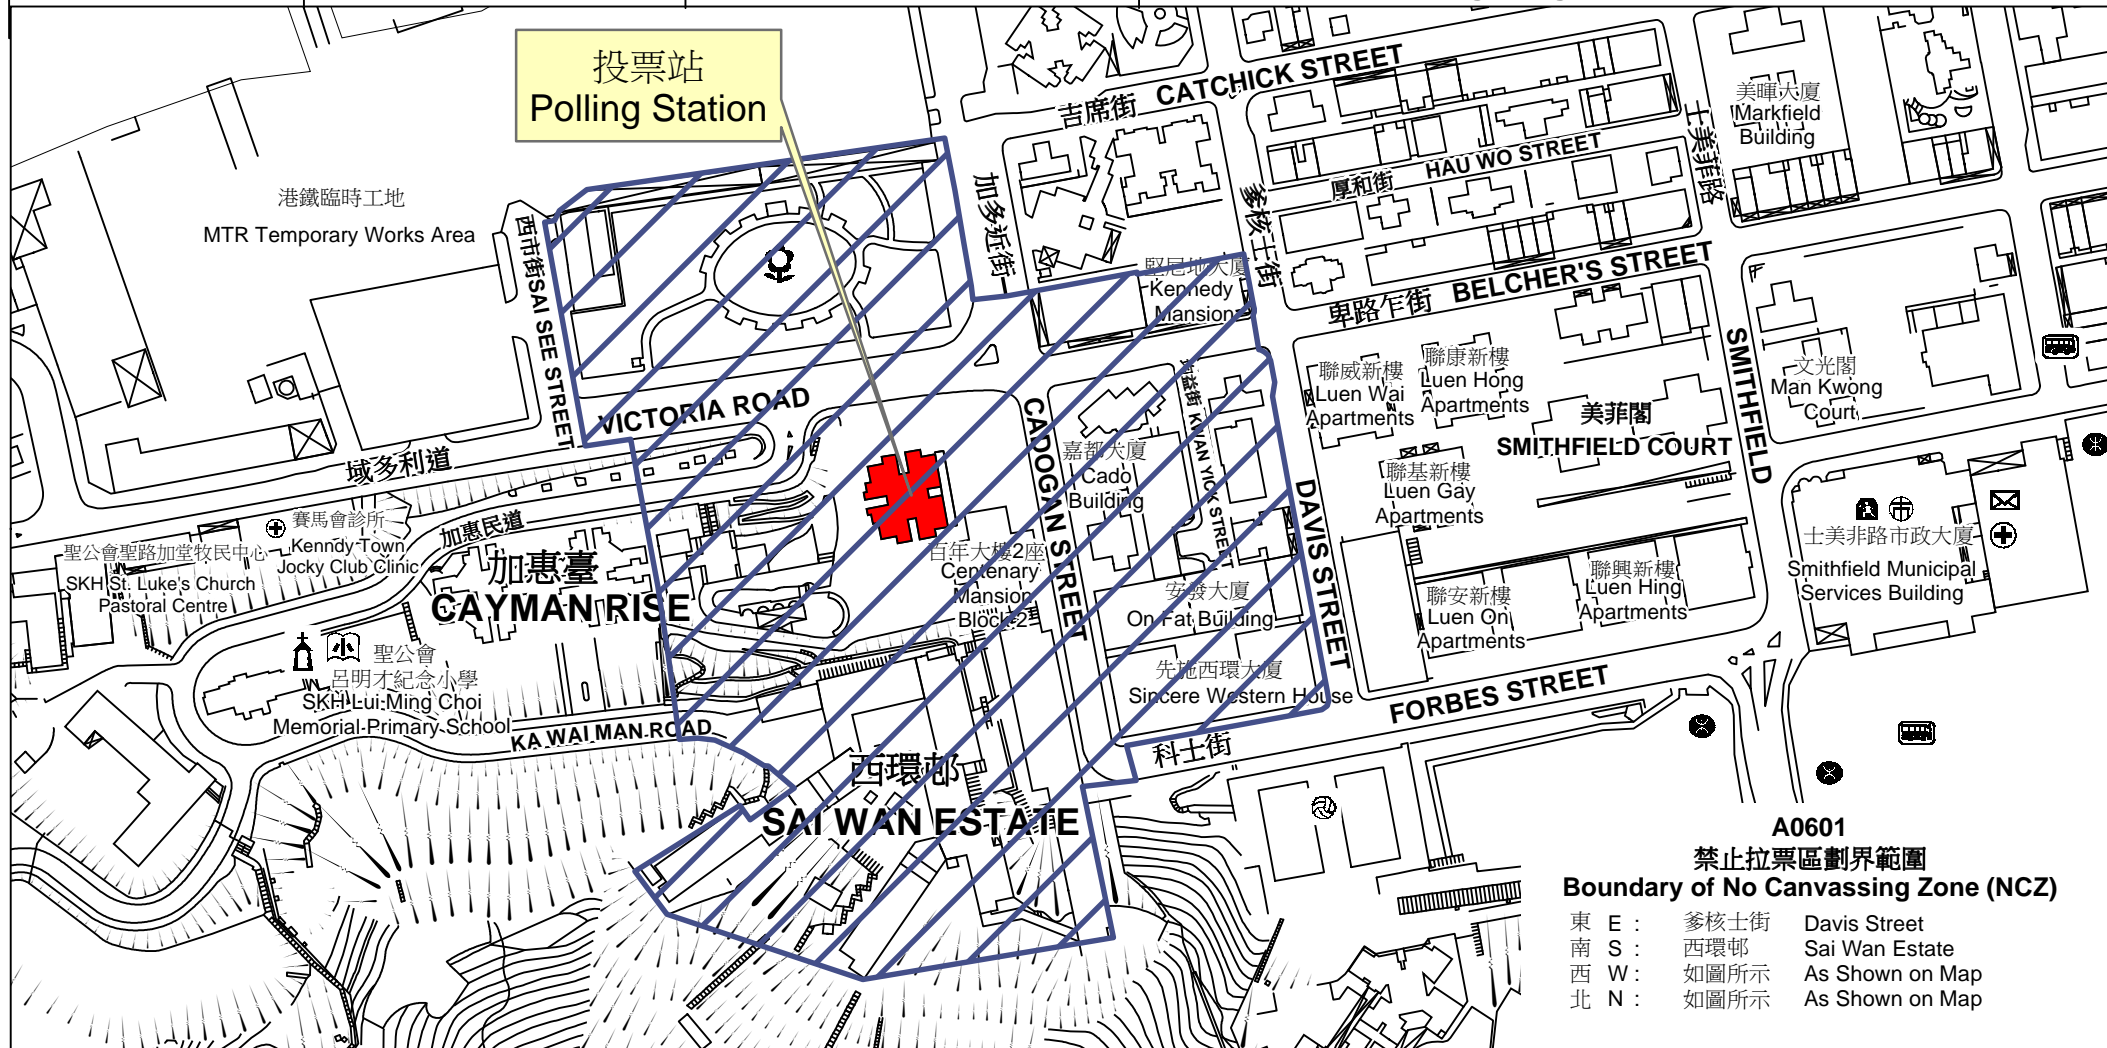 投票站
Polling Station
港鐵臨時工地
MTR Temporary Works Area
西市街SAI SEE STREET
吉席街 CATCHICK STREET
加多近街
爹核士街
厚和街 HAU WO STREET
士美菲路
美暉大廈
Markfield
Building
堅尼地大廈
Kennedy
Mansion
卑路乍街 BELCHER'S STREET
VICTORIA ROAD
域多利道
CADOGAN STREET
嘉都大廈
Cado
Building
地益街 KWAN YICK STREET
DAVIS STREET
聯威新樓
Luen Wai
Apartments
聯康新樓
Luen Hong
Apartments
美菲閣
SMITHFIELD COURT
SMITHFIELD
文光閣
Man Kwong
Court
聯基新樓
Luen Gay
Apartments
市
士美非路市政大廈
Smithfield Municipal
Services Building
賽馬會診所
Kenndy Town
Jocky Club Clinic
聖公會聖路加堂牧民中心
SKH St. Luke's Church
Pastoral Centre
加惠民道
加惠臺
CAYMAN RISE
百年大樓2座
Centenary
Mansion
Block 2
安發大廈
On Fat Building
聯安新樓
Luen On
Apartments
聯興新樓
Luen Hing
Apartments
聖公會
呂明才紀念小學
SKH Lui Ming Choi
Memorial Primary School
KA WAI MAN ROAD
先施西環大廈
Sincere Western House
科士街
FORBES STREET
西環邨
SAI WAN ESTATE
A0601
禁止拉票區劃界範圍
Boundary of No Canvassing Zone (NCZ)
東 E : 爹核士街 Davis Street
南 S : 西環邨 Sai Wan Estate
西 W : 如圖所示 As Shown on Map
北 N : 如圖所示 As Shown on Map